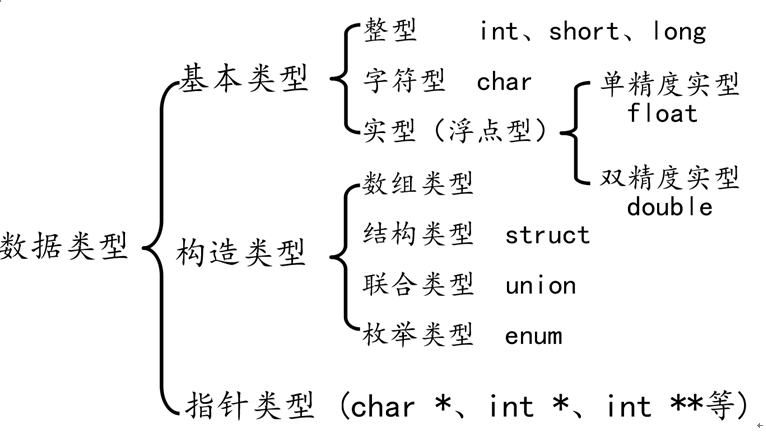 数据类型
基本类型
整型 int、short、long
字符型 char
实型（浮点型）
单精度实型
float
双精度实型
double
构造类型
数组类型
结构类型 struct
联合类型 union
枚举类型 enum
指针类型（char *、int *、int **等）